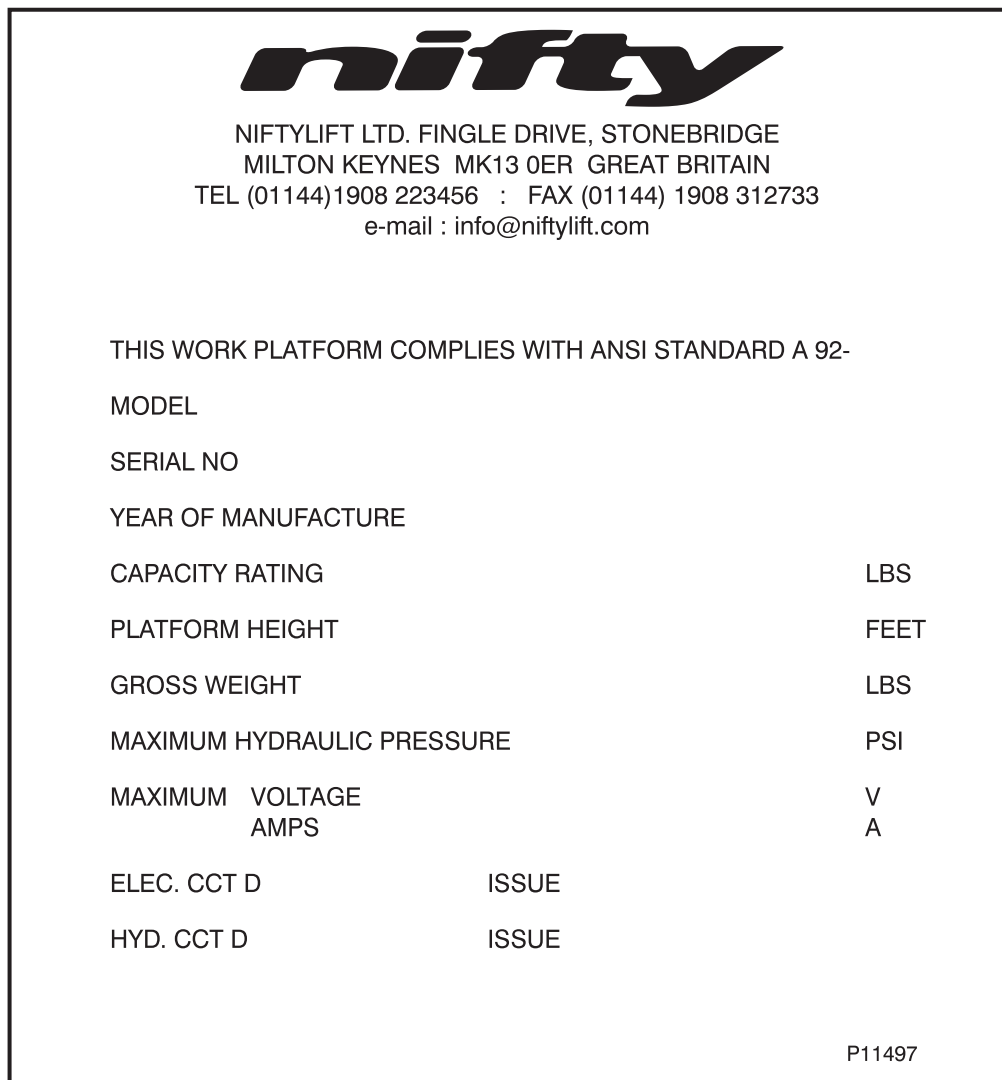 nifty
NIFTYLIFT LTD. FINGLE DRIVE, STONEBRIDGE
MILTON KEYNES MK13 0ER GREAT BRITAIN
TEL (01144)1908 223456 : FAX (01144) 1908 312733
e-mail : info@niftylift.com
THIS WORK PLATFORM COMPLIES WITH ANSI STANDARD A 92-
MODEL
SERIAL NO
YEAR OF MANUFACTURE
CAPACITY RATING LBS
PLATFORM HEIGHT FEET
GROSS WEIGHT LBS
MAXIMUM HYDRAULIC PRESSURE PSI
MAXIMUM VOLTAGE V
AMPS A
ELEC. CCT D ISSUE
HYD. CCT D ISSUE
P11497